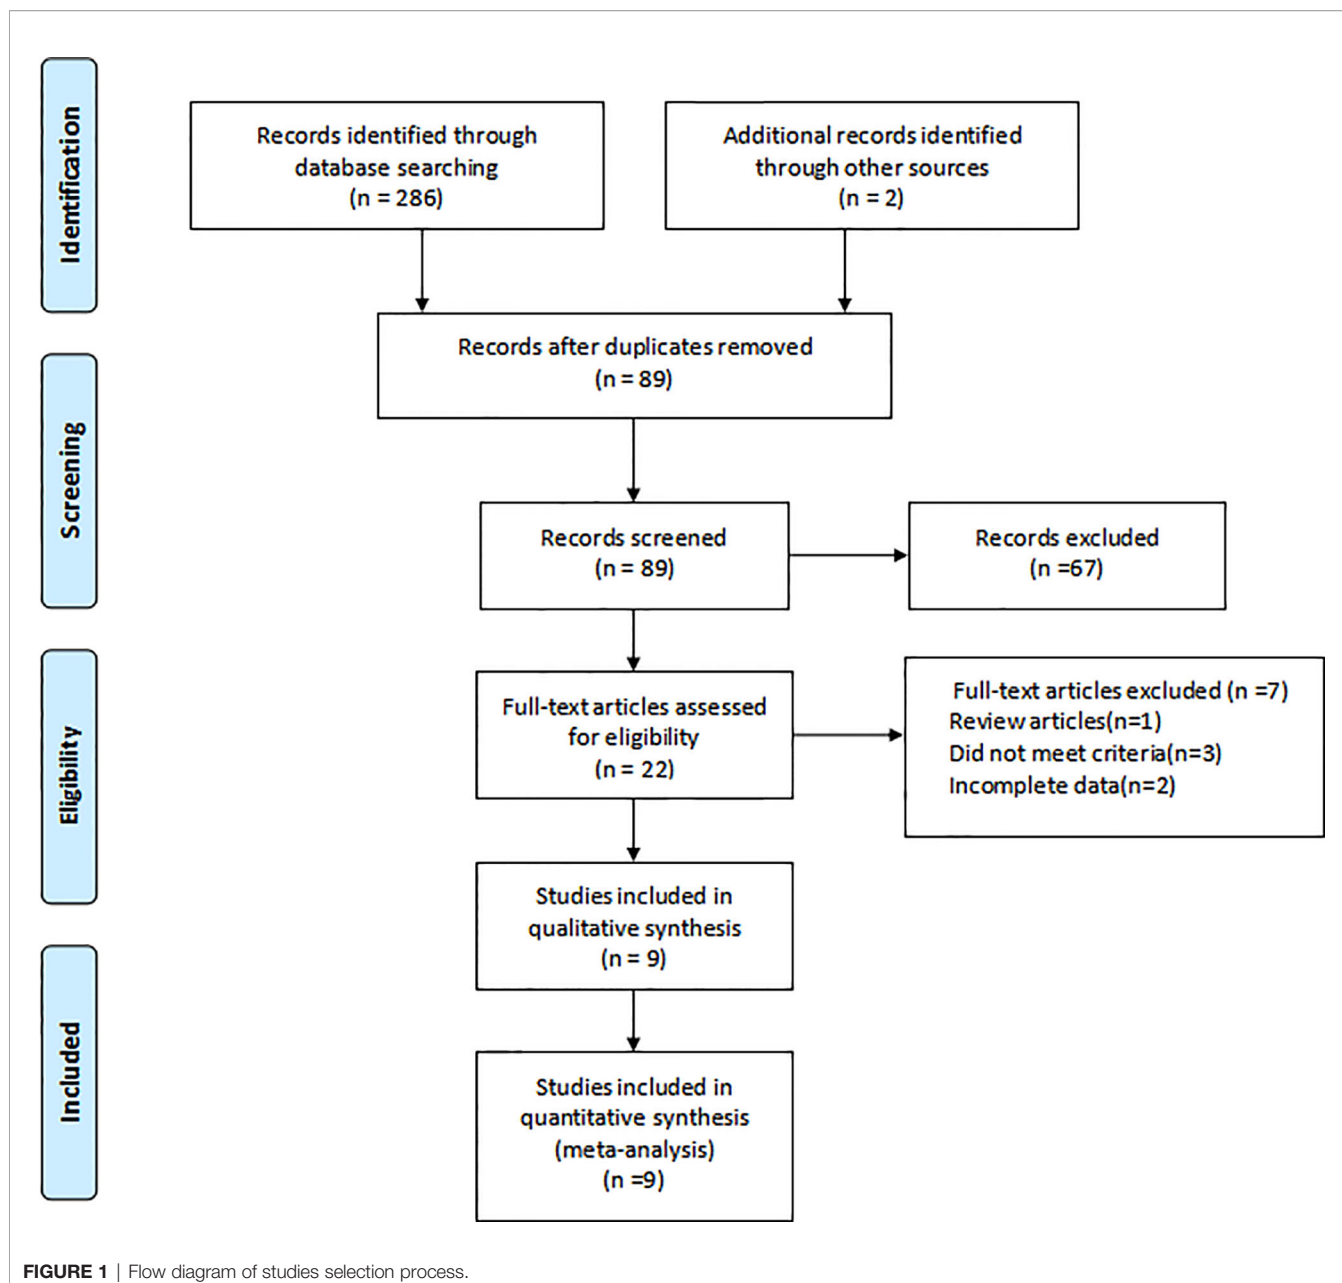 Identification
Records identified through
database searching
(n = 286)
Additional records identified
through other sources
(n = 2)
Records after duplicates removed
(n = 89)
Screening
Records screened
(n = 89)
Records excluded
(n =67)
Eligibility
Full-text articles assessed
for eligibility
(n = 22)
Full-text articles excluded (n =7)
Review articles(n=1)
Did not meet criteria(n=3)
Incomplete data(n=2)
Studies included in
qualitative synthesis
(n = 9)
Included
Studies included in
quantitative synthesis
(meta-analysis)
(n =9)
FIGURE 1 | Flow diagram of studies selection process.